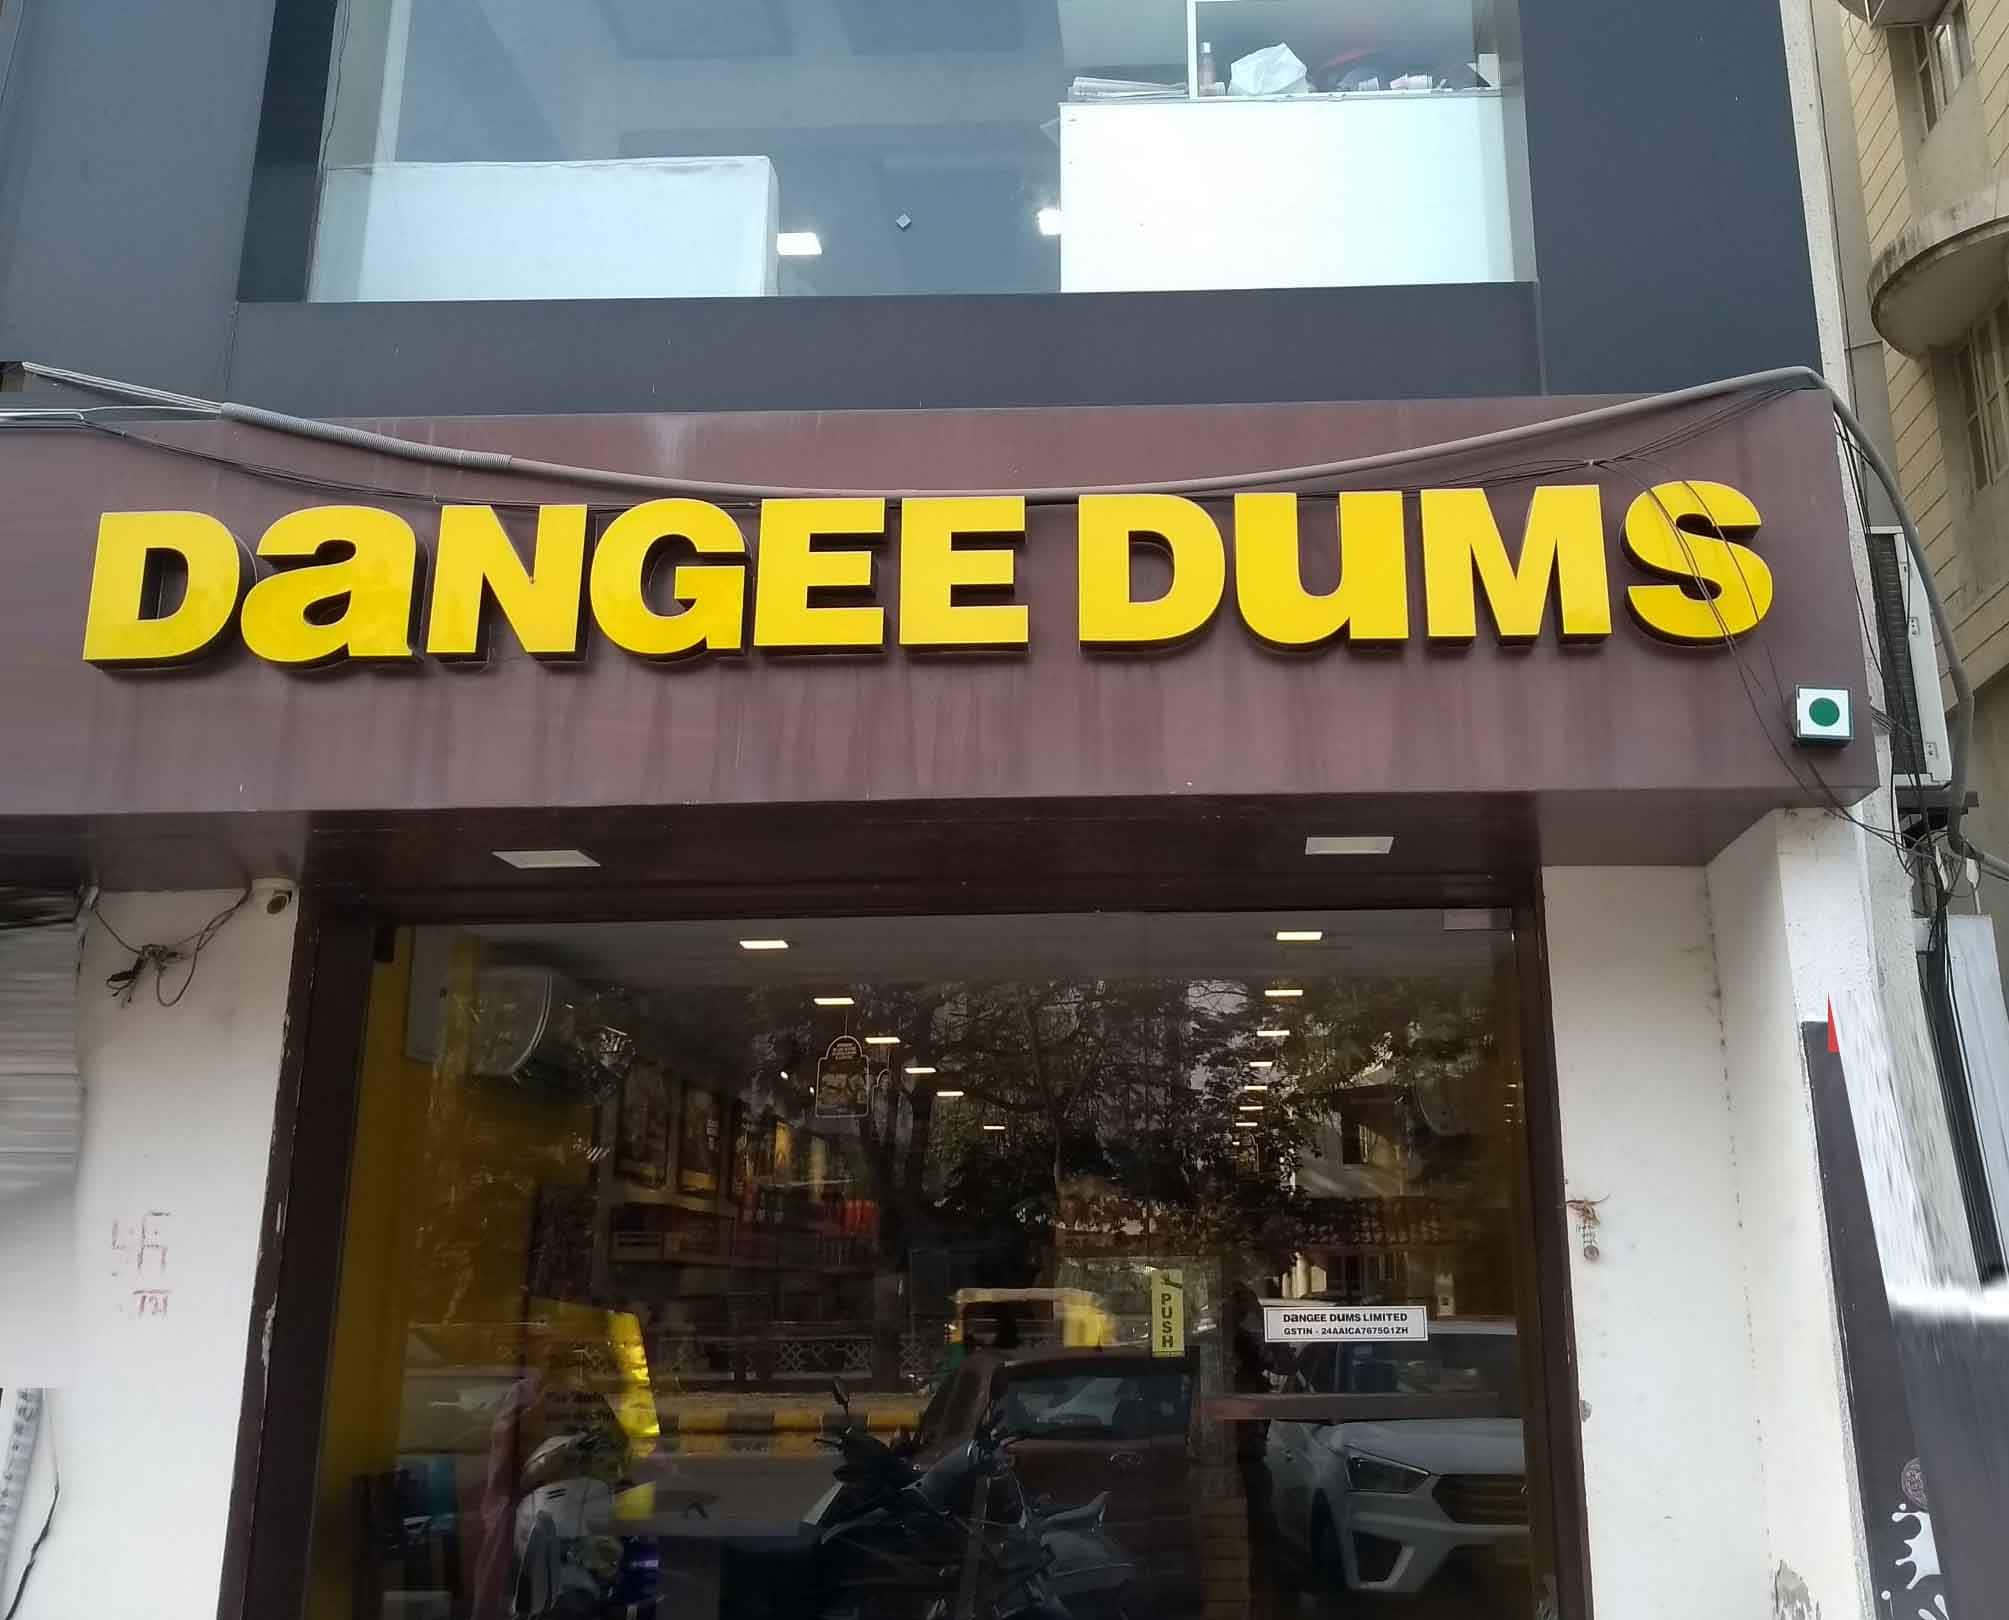 DaNGEE DUMS
PUSH
DaNGEE DUMS LIMITED
GSTIN - 24AAICA7675G1ZH